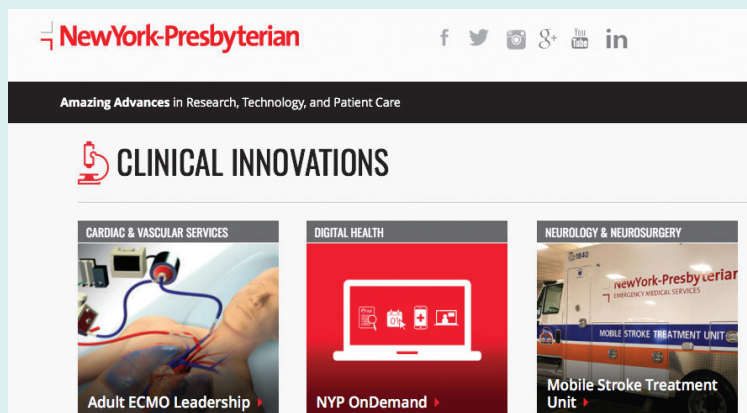 NewYork-Presbyterian
Amazing Advances in Research, Technology, and Patient Care
CLINICAL INNOVATIONS
CARDIAC & VASCULAR SERVICES
Adult ECMO Leadership
DIGITAL HEALTH
NYP OnDemand
NEUROLOGY & NEUROSURGERY
1640
NewYork-Presbyterian
EMERGENCY MEDICAL SERVICES
MOBILE STROKE TREATMENT UNIT
Mobile Stroke Treatment
Unit